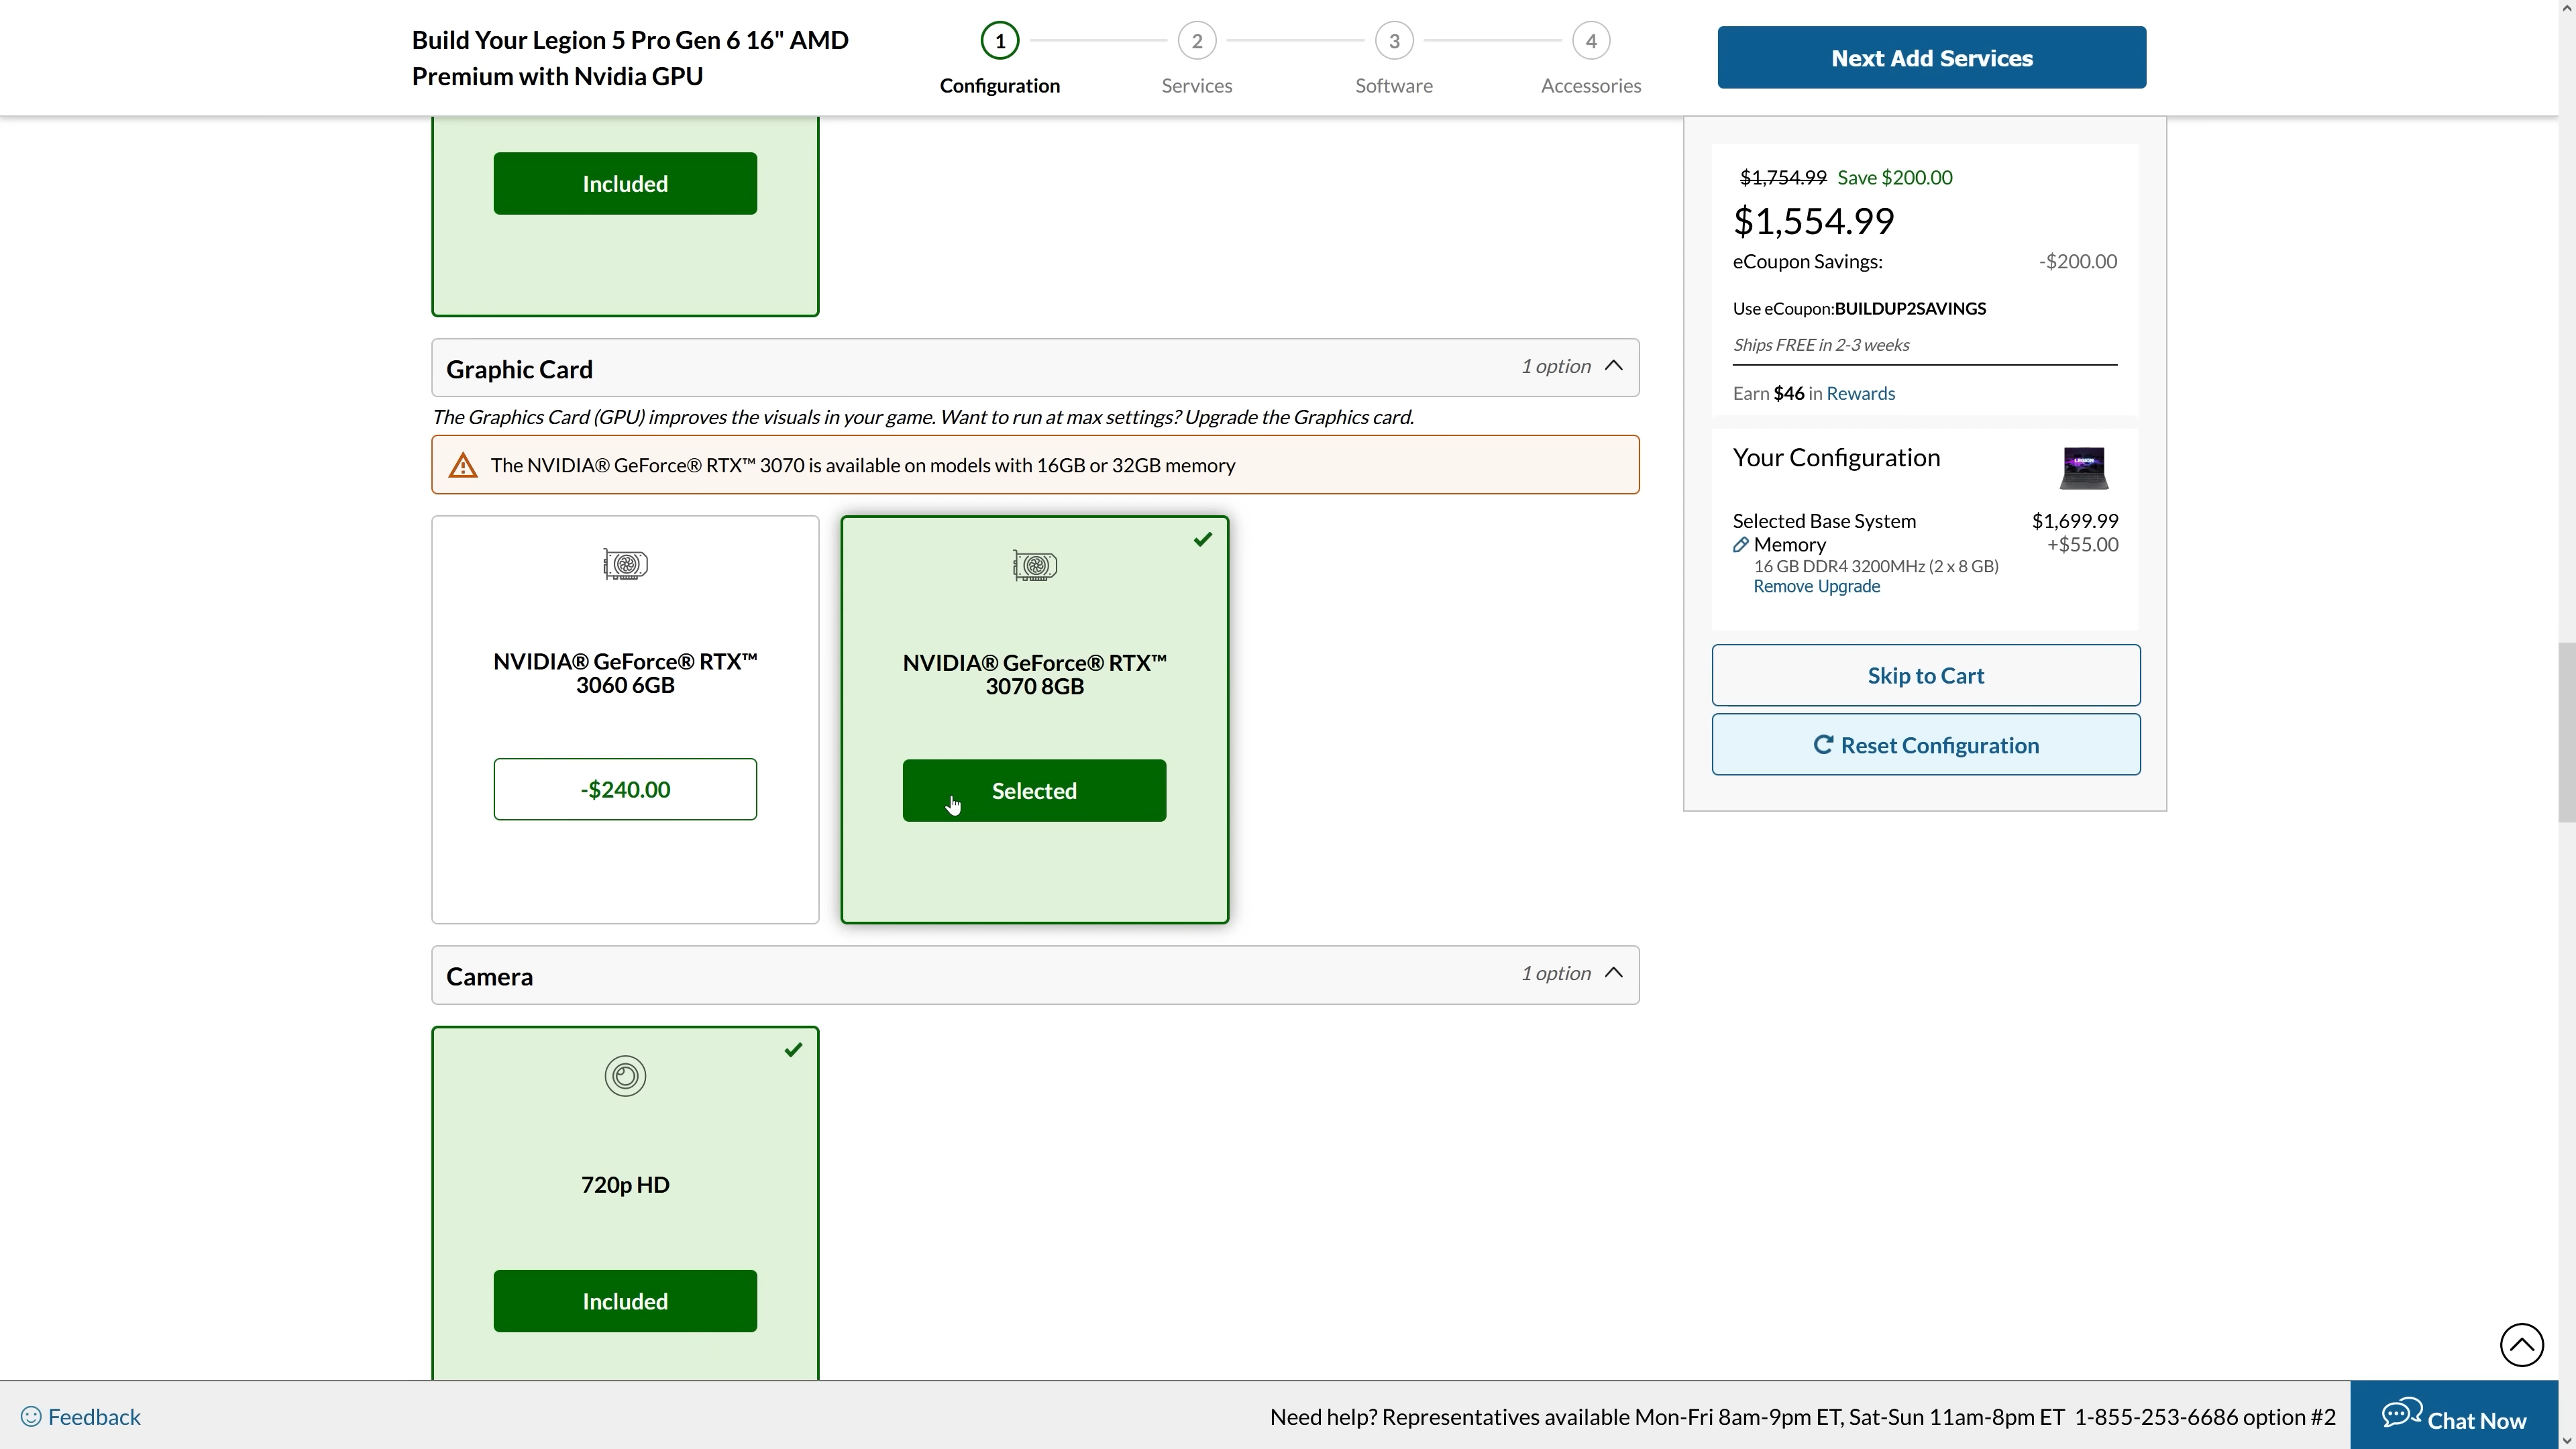 Build Your Legion 5 Pro Gen 6 16" AMD
Premium with Nvidia GPU
1
Configuration
2
Services
3
Software
4
Accessories
Next Add Services
Included
Graphic Card
1 option
The Graphics Card (GPU) improves the visuals in your game. Want to run at max settings? Upgrade the Graphics card.
The NVIDIA® GeForce® RTX™ 3070 is available on models with 16GB or 32GB memory
NVIDIA® GeForce® RTX™
3060 6GB
-$240.00
NVIDIA® GeForce® RTX™
3070 8GB
Selected
Camera
1 option
720p HD
Included
$1,754.99 Save $200.00
$1,554.99
eCoupon Savings: -$200.00
Use eCoupon:BUILDUP2SAVINGS
Ships FREE in 2-3 weeks
Earn $46 in Rewards
Your Configuration
LEGION
Selected Base System $1,699.99
Memory +$55.00
16 GB DDR4 3200MHz (2 x 8 GB)
Remove Upgrade
Skip to Cart
Reset Configuration
Feedback
Need help? Representatives available Mon-Fri 8am-9pm ET, Sat-Sun 11am-8pm ET 1-855-253-6686 option #2
Chat Now